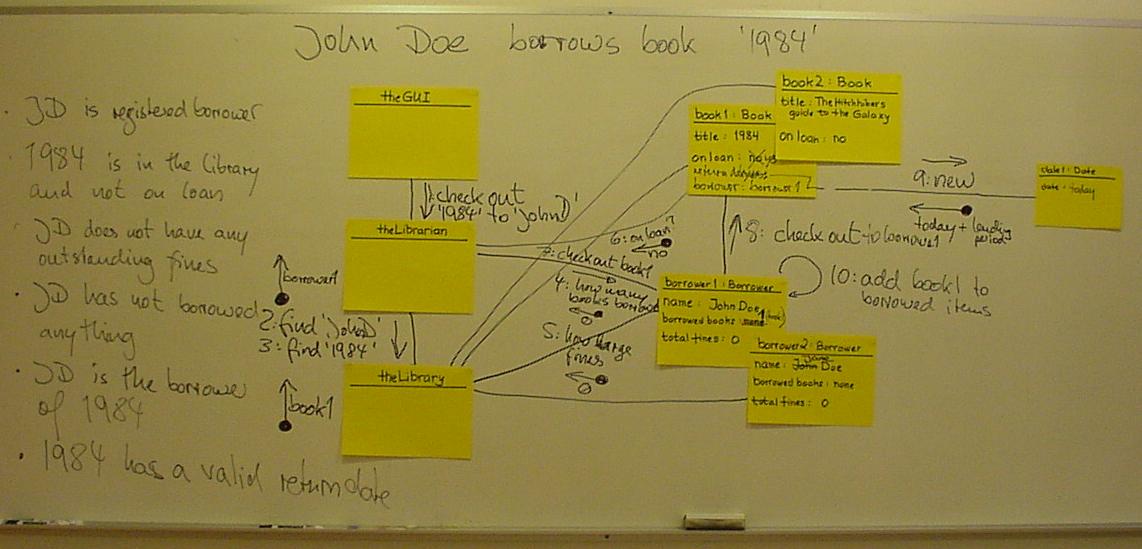 John Doe borrows book '1984'
· JD is registered borrower
· 1984 is in the library
and not on loan
· JD does not have any
outstanding fines
· JD has not borrowed
anything
· JD is the borrower
of 1984
· 1984 has a valid return date
theGUI
1: check out
'1984' to 'JohnD'
theLibrarian
borrower1
2: find 'JohnD'
3: find '1984'
book1
theLibrary
book2 : Book
title : The Hitchhikers
guide to the Galaxy
on loan : no
book1 : Book
title : 1984
on loan : no yes
return date
borrower : borrower1
6: on loan?
no
7: checkout book1
4: how many
books borrowed
0
5: how large
fines
0
8: check out to borrower1
9: new
today + lending
period
date1 : Date
date : today
10: add book1 to
borrowed items
borrower1 : Borrower
name : John Doe
borrowed books : none
total fines : 0
borrower2 : Borrower
name : John Jane Doe
borrowed books : none
total fines : 0